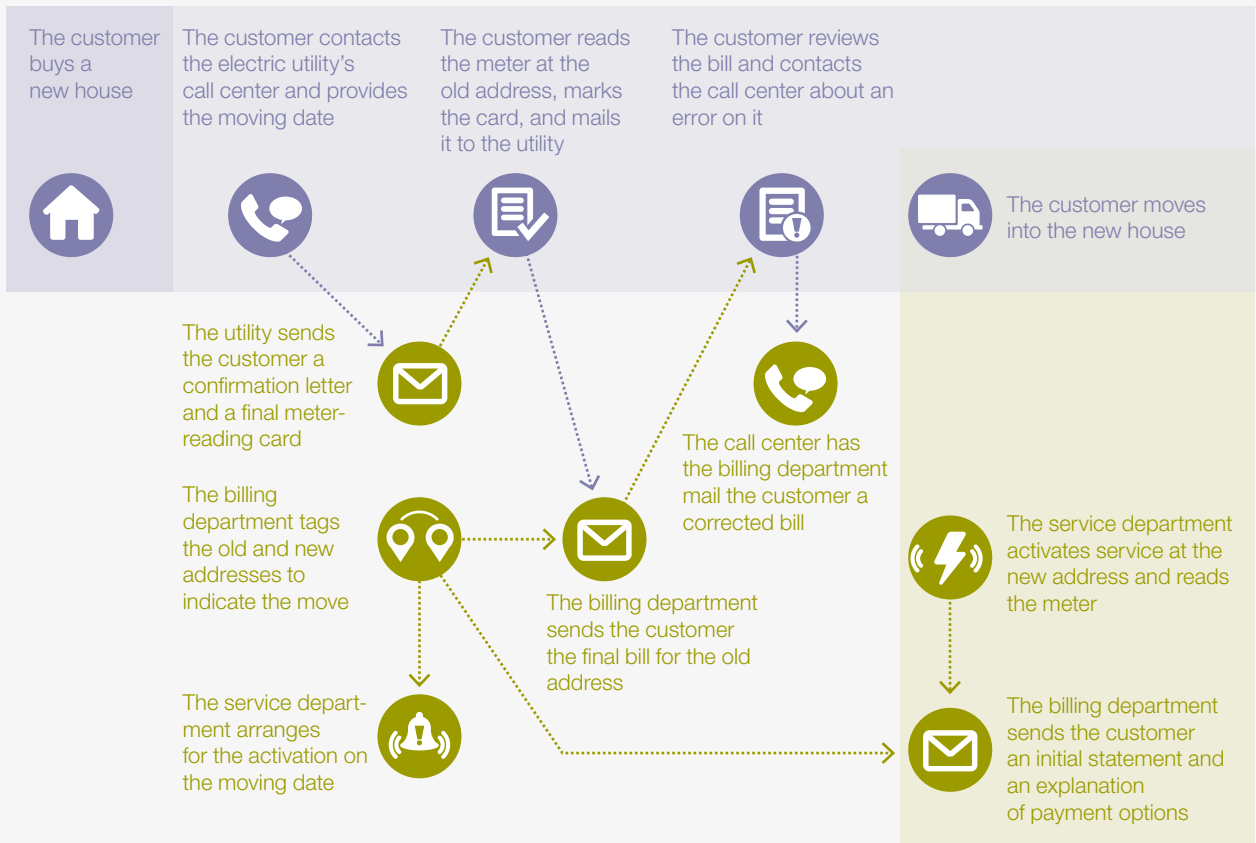 The customer
buys a
new house
The customer contacts
the electric utility’s
call center and provides
the moving date
The customer reads
the meter at the
old address, marks
the card, and mails
it to the utility
The customer reviews
the bill and contacts
the call center about an
error on it
The customer moves
into the new house
The utility sends
the customer a
confirmation letter
and a final meter-
reading card
The call center has
the billing department
mail the customer a
corrected bill
The billing
department tags
the old and new
addresses to
indicate the move
The billing department
sends the customer
the final bill for the old
address
The service department
activates service at the
new address and reads
the meter
The service depart-
ment arranges
for the activation on
the moving date
The billing department
sends the customer
an initial statement and
an explanation
of payment options